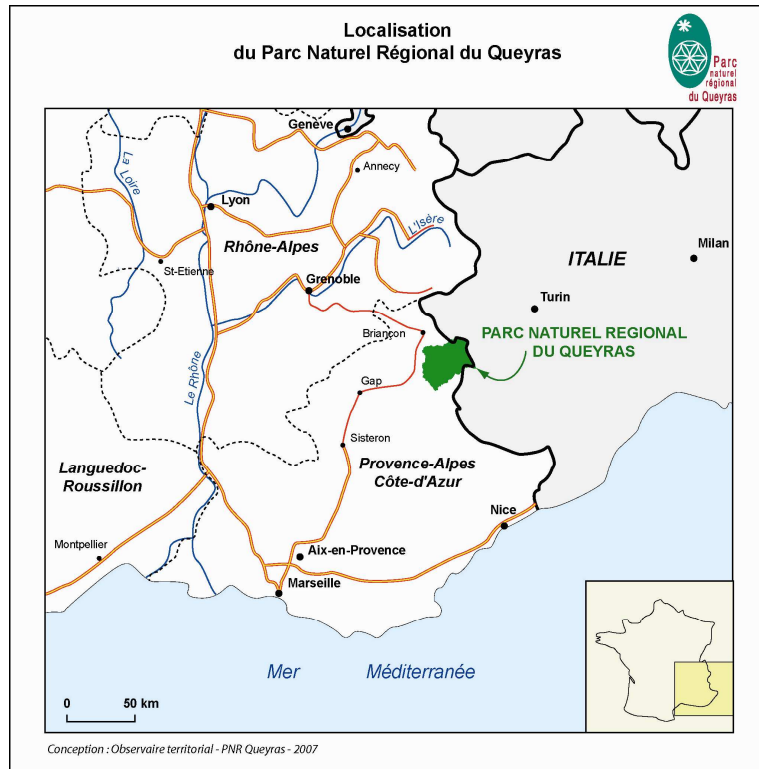 Localisation
du Parc Naturel Régional du Queyras
Parc
naturel
régional
du Queyras
Genève
Annecy
La Loire
Lyon
L'Isère
Rhône-Alpes
Milan
ITALIE
St-Etienne
Grenoble
Turin
Briançon
PARC NATUREL REGIONAL
DU QUEYRAS
Le Rhône
Gap
Sisteron
Languedoc-
Roussillon
Provence-Alpes
Côte-d'Azur
Nice
Montpellier
Aix-en-Provence
Marseille
Mer Méditerranée
0 50 km
Conception : Observaire territorial - PNR Queyras - 2007